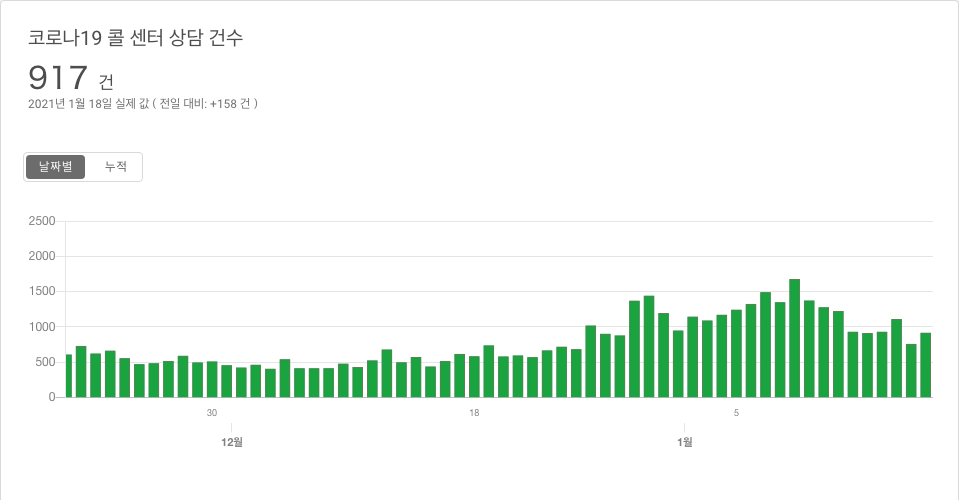 코로나19 콜 센터 상담 건수
917 건
2021년 1월 18일 실제 값 ( 전일 대비: +158 건 )
날짜별 누적
2500
2000
1500
1000
500
0
30 18 5
12월 1월